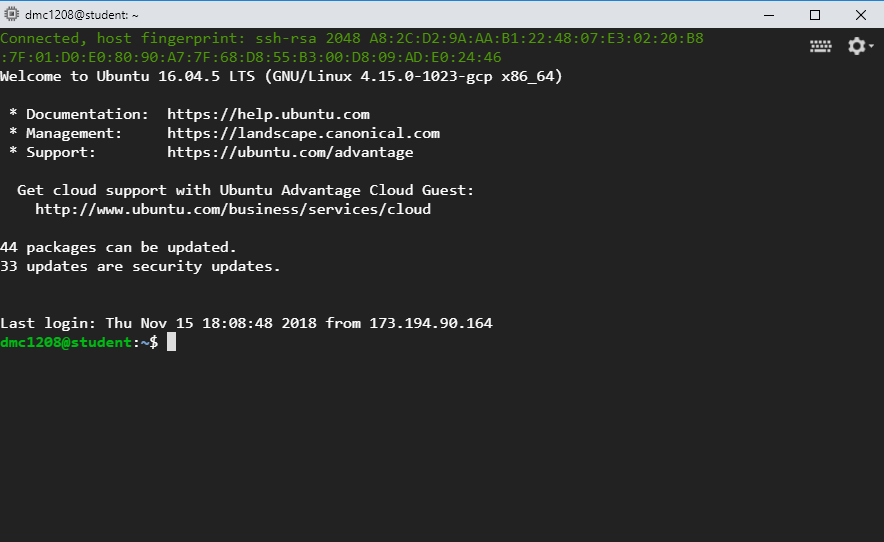 dmc1208@student: ~
Connected, host fingerprint: ssh-rsa 2048 A8:2C:D2:9A:AA:B1:22:48:07:E3:02:20:B8
:7F:01:D0:E0:80:90:A7:7F:68:D8:55:B3:00:D8:09:AD:E0:24:46
Welcome to Ubuntu 16.04.5 LTS (GNU/Linux 4.15.0-1023-gcp x86_64)
* Documentation:  https://help.ubuntu.com
* Management:     https://landscape.canonical.com
* Support:        https://ubuntu.com/advantage
Get cloud support with Ubuntu Advantage Cloud Guest:
http://www.ubuntu.com/business/services/cloud
44 packages can be updated.
33 updates are security updates.
Last login: Thu Nov 15 18:08:48 2018 from 173.194.90.164
dmc1208@student:~$